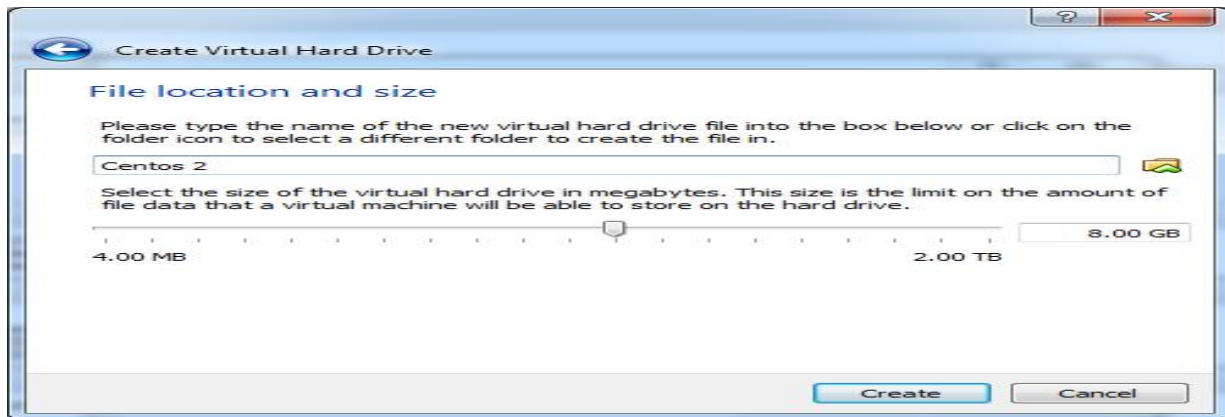 ?
Create Virtual Hard Drive
File location and size
Please type the name of the new virtual hard drive file into the box below or click on the
folder icon to select a different folder to create the file in.
Centos 2
Select the size of the virtual hard drive in megabytes. This size is the limit on the amount of
file data that a virtual machine will be able to store on the hard drive.
8.00 GB
4.00 MB 2.00 TB
Create Cancel